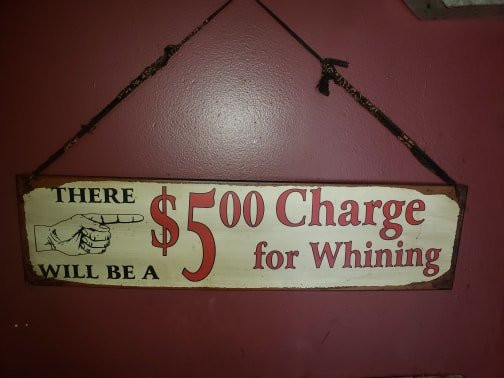 THERE
WILL BE A
$5.00 Charge
for Whining